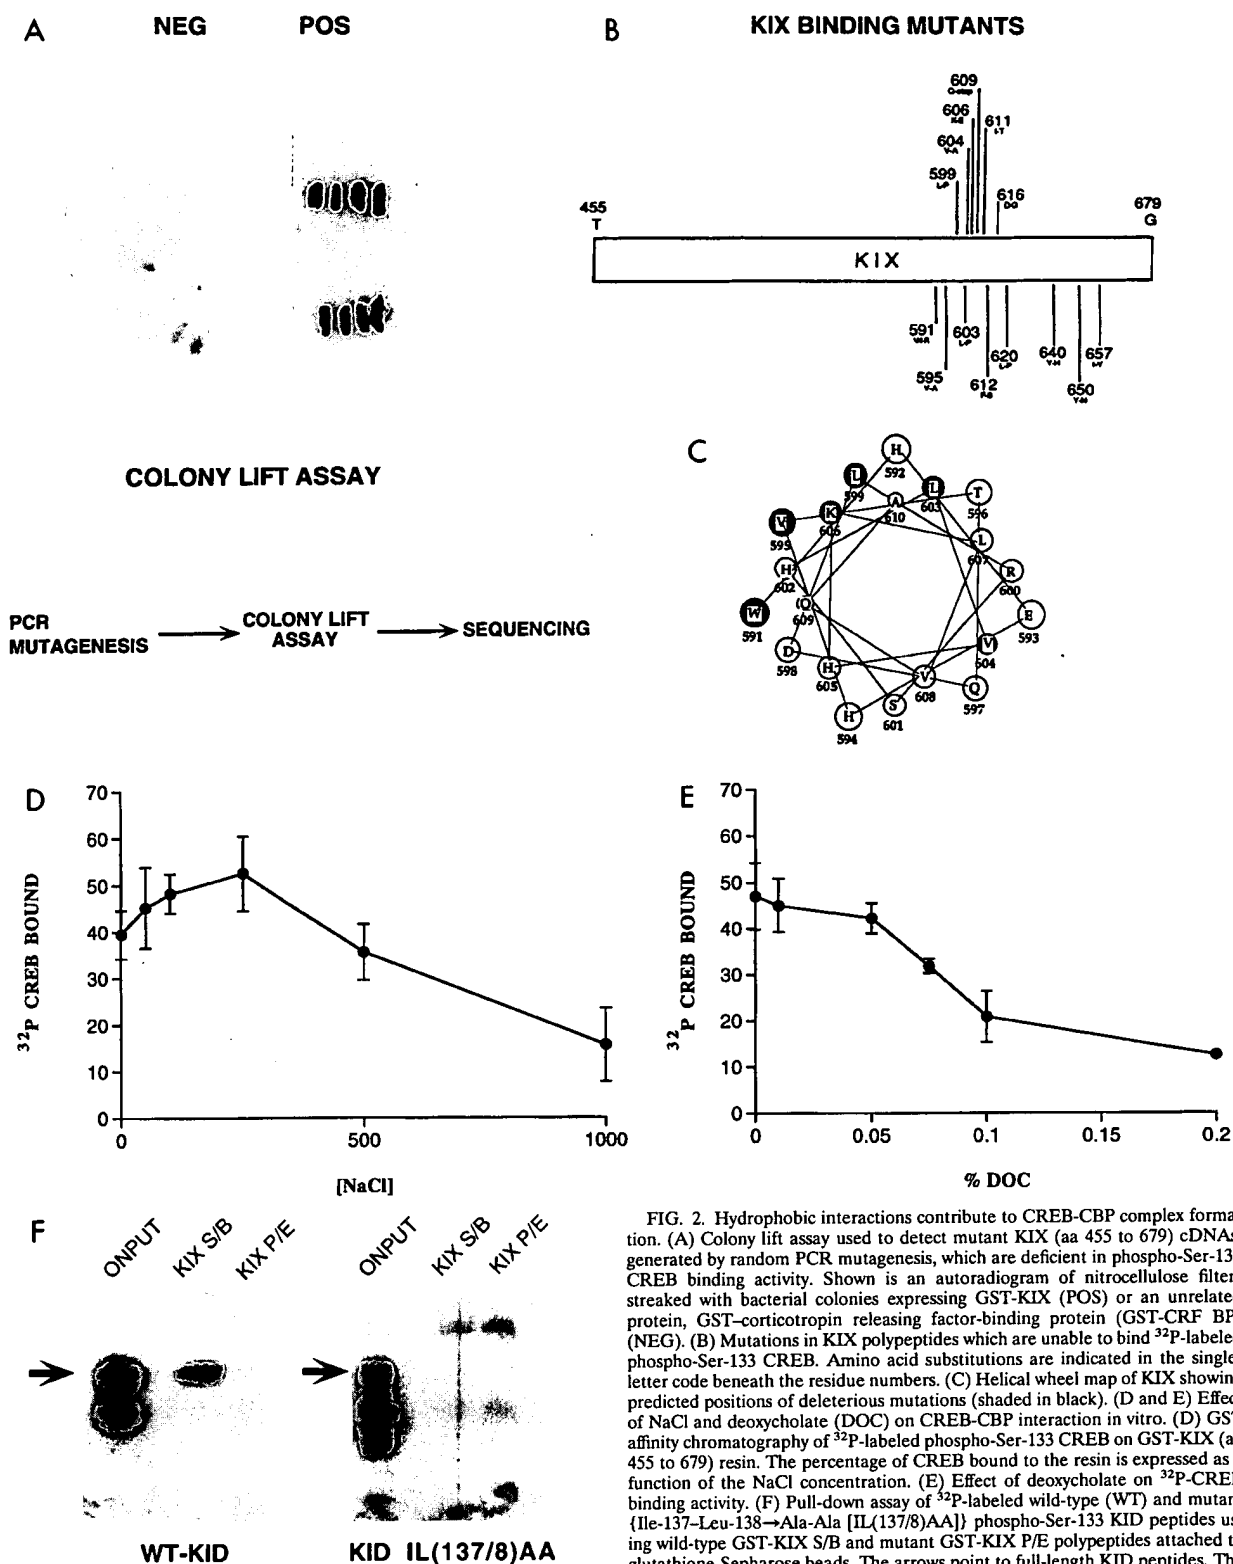 A
NEG
POS
B
KIX BINDING MUTANTS
609
606
K-E
611
I-T
604
V-A
599
L-P
616
455
T
679
G
KIX
591
603
L-P
620
L-P
640
Y-H
657
595
V-A
612
650
COLONY LIFT ASSAY
PCR
MUTAGENESIS
COLONY LIFT
ASSAY
SEQUENCING
C
H
592
L
599
L
603
T
596
V
595
K
606
A
610
L
607
H
602
R
600
W
591
Q
609
E
593
D
598
H
605
V
604
V
608
Q
597
H
594
S
601
D
70
60
50
40
30
20
10
0
32P CREB BOUND
0
500
1000
[NaCl]
E
70
60
50
40
30
20
10
0
32P CREB BOUND
0
0.05
0.1
0.15
0.2
% DOC
F
ONPUT
KIX S/B
KIX P/E
ONPUT
KIX S/B
KIX P/E
WT-KID
KID IL(137/8)AA
FIG. 2. Hydrophobic interactions contribute to CREB-CBP complex forma-
tion. (A) Colony lift assay used to detect mutant KIX (aa 455 to 679) cDNAs
generated by random PCR mutagenesis, which are deficient in phospho-Ser-13
CREB binding activity. Shown is an autoradiogram of nitrocellulose filter
streaked with bacterial colonies expressing GST-KIX (POS) or an unrelate
protein, GST–corticotropin releasing factor-binding protein (GST-CRF BP
(NEG). (B) Mutations in KIX polypeptides which are unable to bind 32P-labele
phospho-Ser-133 CREB. Amino acid substitutions are indicated in the single
letter code beneath the residue numbers. (C) Helical wheel map of KIX showin
predicted positions of deleterious mutations (shaded in black). (D and E) Effec
of NaCl and deoxycholate (DOC) on CREB-CBP interaction in vitro. (D) GS
affinity chromatography of 32P-labeled phospho-Ser-133 CREB on GST-KIX (a
455 to 679) resin. The percentage of CREB bound to the resin is expressed as
function of the NaCl concentration. (E) Effect of deoxycholate on 32P-CREB
binding activity. (F) Pull-down assay of 32P-labeled wild-type (WT) and mutan
{Ile-137–Leu-138→Ala-Ala [IL(137/8)AA]} phospho-Ser-133 KID peptides us
ing wild-type GST-KIX S/B and mutant GST-KIX P/E polypeptides attached t
glutathione-Sepharose beads. The arrows point to full-length KID peptides. Th